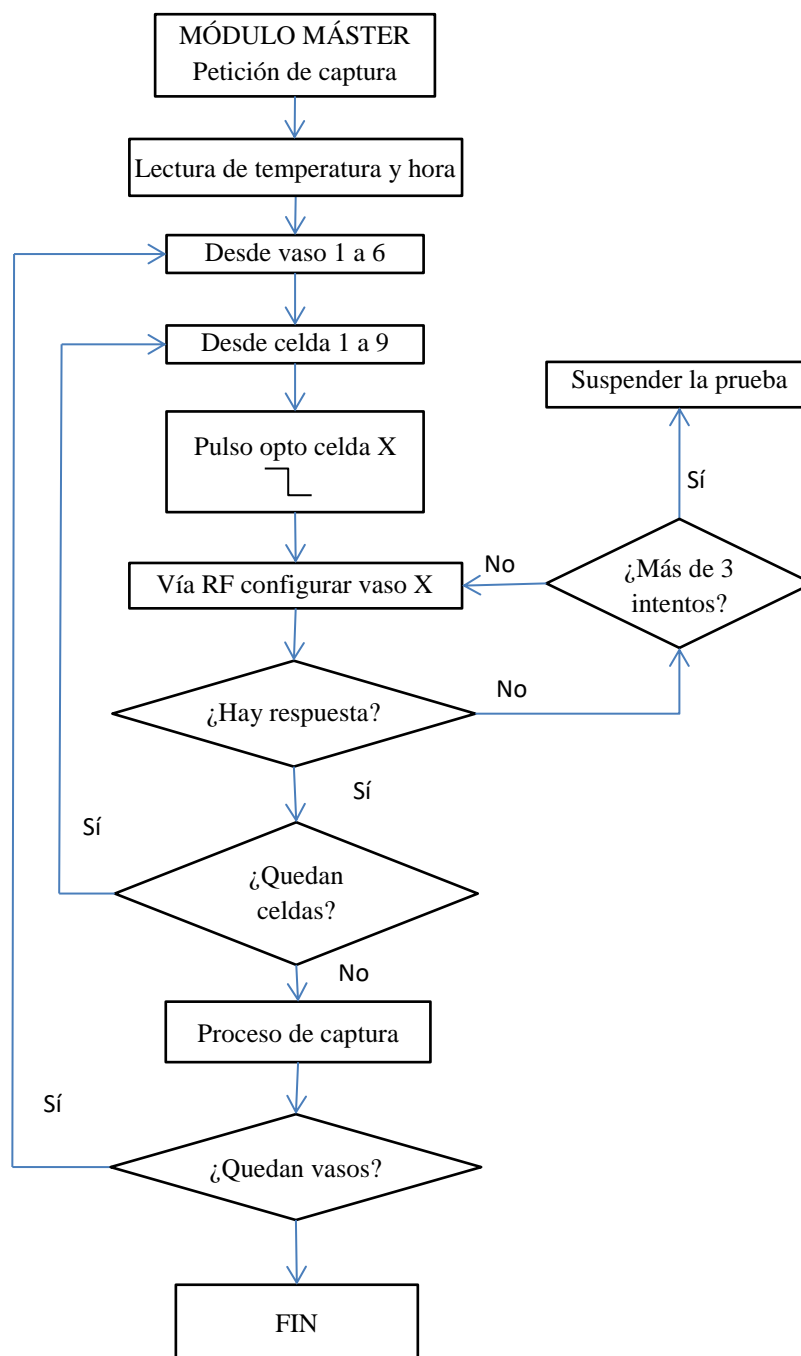 MÓDULO MÁSTER
Petición de captura
Lectura de temperatura y hora
Desde vaso 1 a 6
Desde celda 1 a 9
Suspender la prueba
Pulso opto celda X
Sí
No
¿Más de 3
intentos?
Vía RF configurar vaso X
¿Hay respuesta?
No
Sí
Sí
¿Quedan
celdas?
No
Proceso de captura
Sí
¿Quedan vasos?
FIN